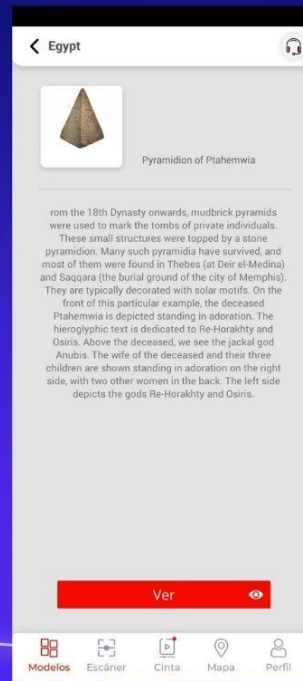 Egypt
Pyramidion of Ptahemwia
rom the 18th Dynasty onwards, mudbrick pyramids
were used to mark the tombs of private individuals.
These small structures were topped by a stone
pyramidion. Many such pyramidia have survived, and
most of them were found in Thebes (at Deir el-Medina)
and Saqqara (the burial ground of the city of Memphis).
They are typically decorated with solar motifs. On the
front of this particular example, the deceased
Ptahemwia is depicted standing in adoration. The
hieroglyphic text is dedicated to Re-Horakhty and
Osiris. Above the deceased, we see the jackal god
Anubis. The wife of the deceased and their three
children are shown standing in adoration on the right
side, with two other women in the back. The left side
depicts the gods Re-Horakhty and Osiris.
Ver
Modelos Escáner Cinta Mapa Perfil